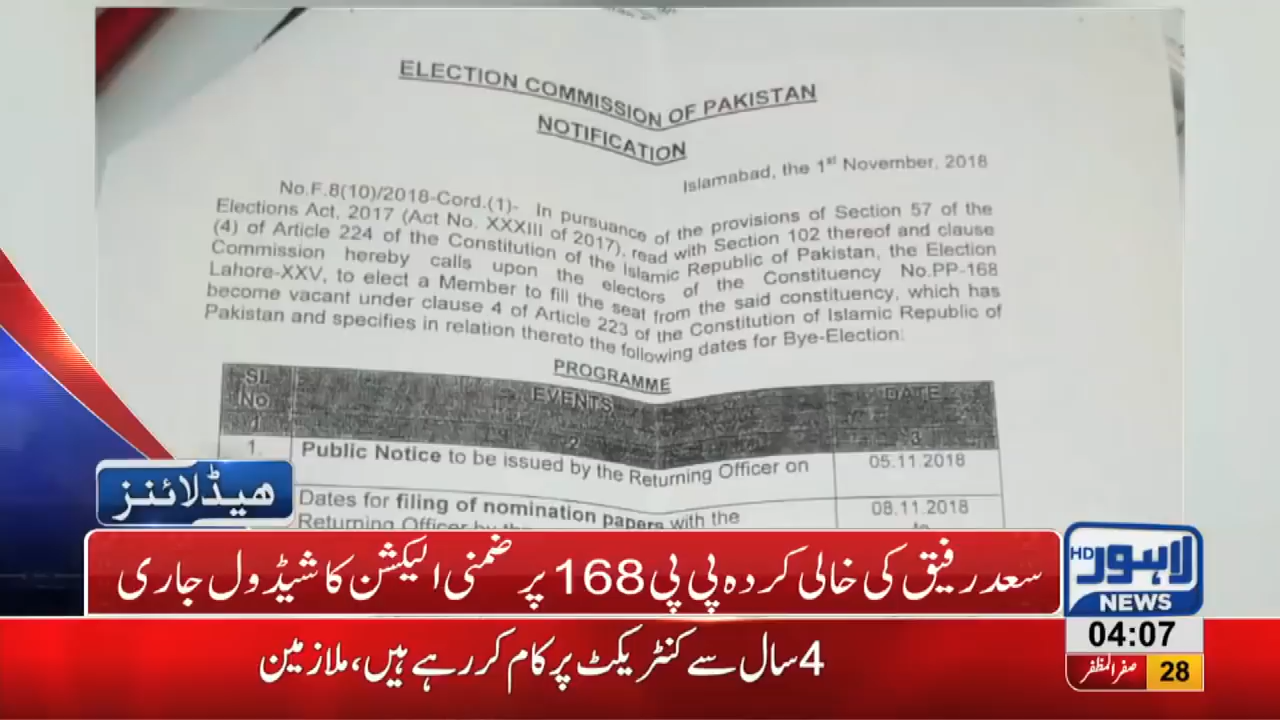 ELECTION COMMISSION OF PAKISTAN
NOTIFICATION
Islamabad, the 1st November, 2018
No.F.8(10)/2018-Cord.(1)- In pursuance of the provisions of Section 57 of the
Elections Act, 2017 (Act No. XXXIII of 2017), read with Section 102 thereof and clause
(4) of Article 224 of the Constitution of the Islamic Republic of Pakistan, the Election
Commission hereby calls upon the electors of the Constituency No.PP-168
Lahore-XXV, to elect a Member to fill the seat from the said constituency, which has
become vacant under clause 4 of Article 223 of the Constitution of Islamic Republic of
Pakistan and specifies in relation thereto the following dates for Bye-Election:
PROGRAMME
SL No EVENTS DATE
1 2 3
1. Public Notice to be issued by the Returning Officer on 05.11.2018
Dates for filing of nomination papers with the 08.11.2018
Returning Officer by the to
ھیڈلائنز
سعد رفیق کی خالی کردہ پی پی 168 پر ضمنی الیکشن کا شیڈول جاری
4 سال سے کنٹریکٹ پر کام کر رہے ہیں، ملازمین
HD لاہور
NEWS
04:07
28 صفر المظفر